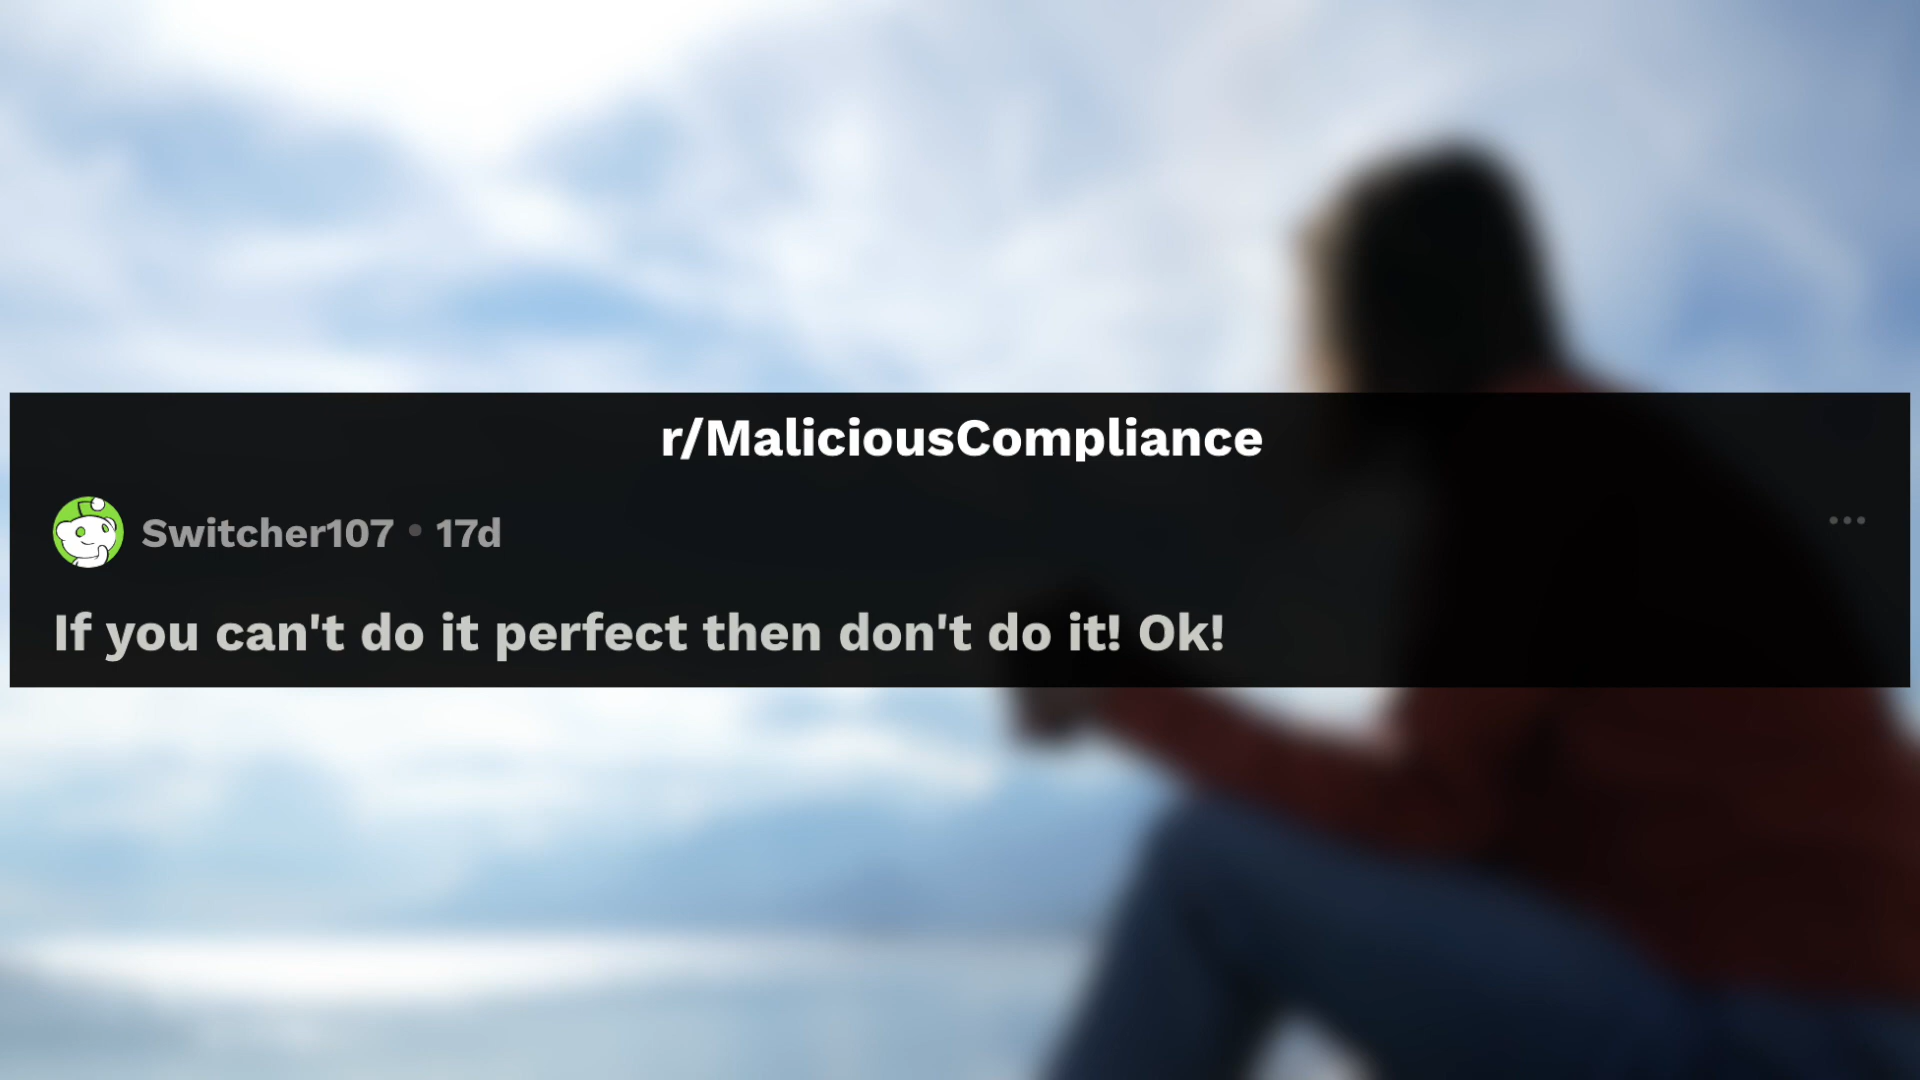 r/MaliciousCompliance
Switcher107 • 17d
If you can't do it perfect then don't do it! Ok!